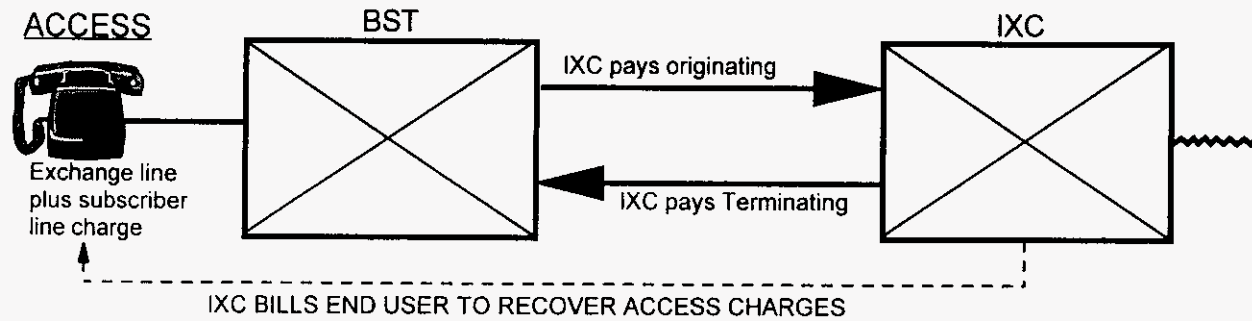 ACCESS
BST
IXC
IXC pays originating
Exchange line
plus subscriber
line charge
IXC pays Terminating
IXC BILLS END USER TO RECOVER ACCESS CHARGES